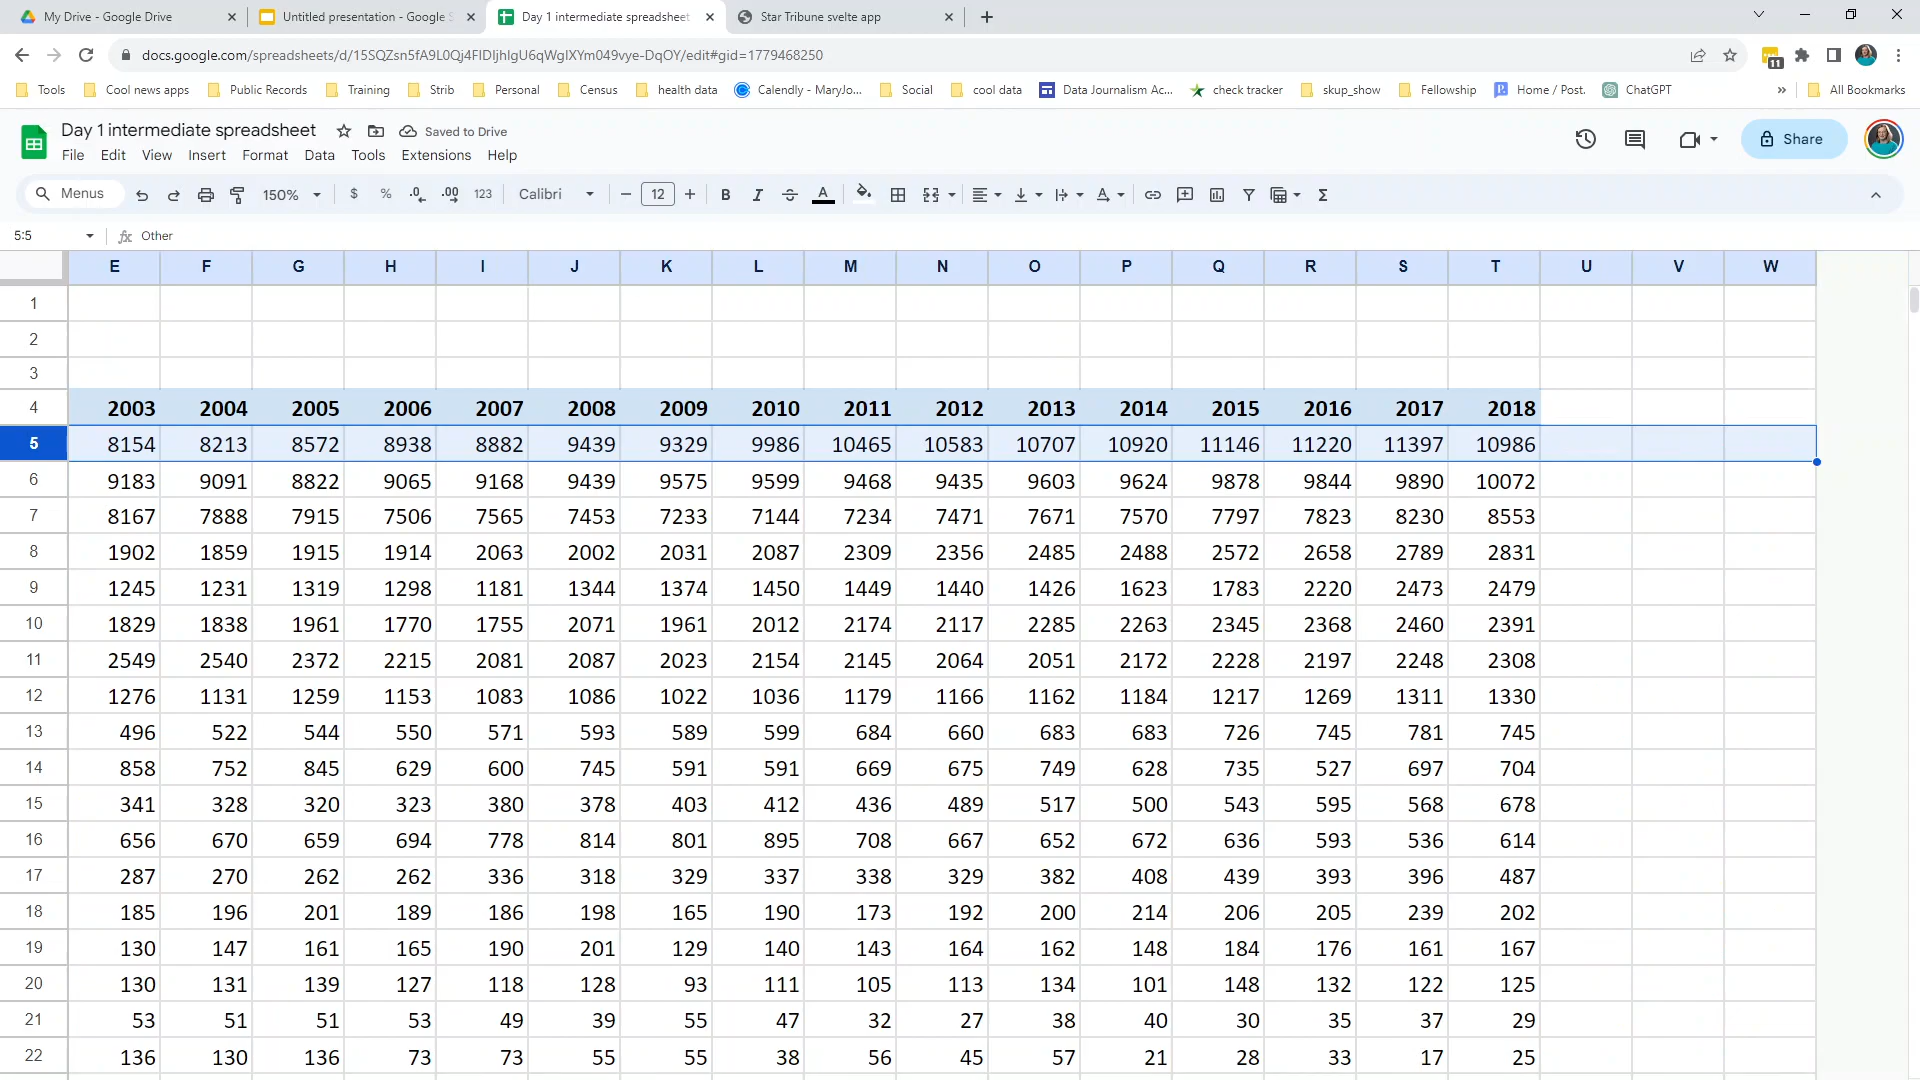 My Drive - Google Drive
Untitled presentation - Google S
Day 1 intermediate spreadsheet
Star Tribune svelte app
docs.google.com/spreadsheets/d/15SQZsn5fA9L0Qj4FIDljhlgU6qWgIXYm049vye-DqOY/edit#gid=1779468250
11
Tools Cool news apps Public Records Training Strib Personal Census health data Calendly - MaryJo... Social cool data Data Journalism Ac... check tracker skup_show Fellowship Home / Post. ChatGPT » All Bookmarks
Day 1 intermediate spreadsheet Saved to Drive
File Edit View Insert Format Data Tools Extensions Help
Share
Menus 150% $ % .0 .00 123 Calibri 12 B I S A Σ
5:5 fx Other
E F G H I J K L M N O P Q R S T U V W
1
2
3
4 2003 2004 2005 2006 2007 2008 2009 2010 2011 2012 2013 2014 2015 2016 2017 2018
5 8154 8213 8572 8938 8882 9439 9329 9986 10465 10583 10707 10920 11146 11220 11397 10986
6 9183 9091 8822 9065 9168 9439 9575 9599 9468 9435 9603 9624 9878 9844 9890 10072
7 8167 7888 7915 7506 7565 7453 7233 7144 7234 7471 7671 7570 7797 7823 8230 8553
8 1902 1859 1915 1914 2063 2002 2031 2087 2309 2356 2485 2488 2572 2658 2789 2831
9 1245 1231 1319 1298 1181 1344 1374 1450 1449 1440 1426 1623 1783 2220 2473 2479
10 1829 1838 1961 1770 1755 2071 1961 2012 2174 2117 2285 2263 2345 2368 2460 2391
11 2549 2540 2372 2215 2081 2087 2023 2154 2145 2064 2051 2172 2228 2197 2248 2308
12 1276 1131 1259 1153 1083 1086 1022 1036 1179 1166 1162 1184 1217 1269 1311 1330
13 496 522 544 550 571 593 589 599 684 660 683 683 726 745 781 745
14 858 752 845 629 600 745 591 591 669 675 749 628 735 527 697 704
15 341 328 320 323 380 378 403 412 436 489 517 500 543 595 568 678
16 656 670 659 694 778 814 801 895 708 667 652 672 636 593 536 614
17 287 270 262 262 336 318 329 337 338 329 382 408 439 393 396 487
18 185 196 201 189 186 198 165 190 173 192 200 214 206 205 239 202
19 130 147 161 165 190 201 129 140 143 164 162 148 184 176 161 167
20 130 131 139 127 118 128 93 111 105 113 134 101 148 132 122 125
21 53 51 51 53 49 39 55 47 32 27 38 40 30 35 37 29
22 136 130 136 73 73 55 55 38 56 45 57 21 28 33 17 25